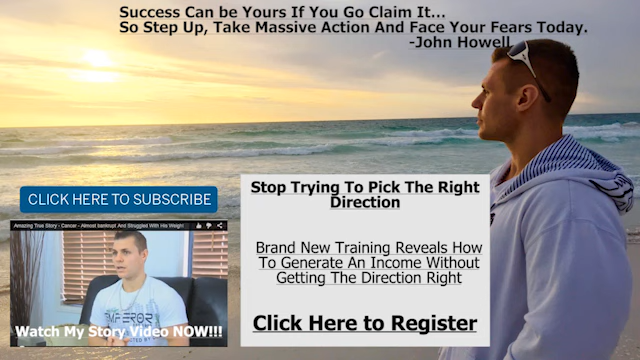 Success Can be Yours If You Go Claim It...
So Step Up, Take Massive Action And Face Your Fears Today.
-John Howell
CLICK HERE TO SUBSCRIBE
Amazing True Story - Cancer - Almost bankrupt And Struggled With His Weight
EMPEROR
Watch My Story Video NOW!!!
Stop Trying To Pick The Right
Direction
Brand New Training Reveals How
To Generate An Income Without
Getting The Direction Right
Click Here to Register